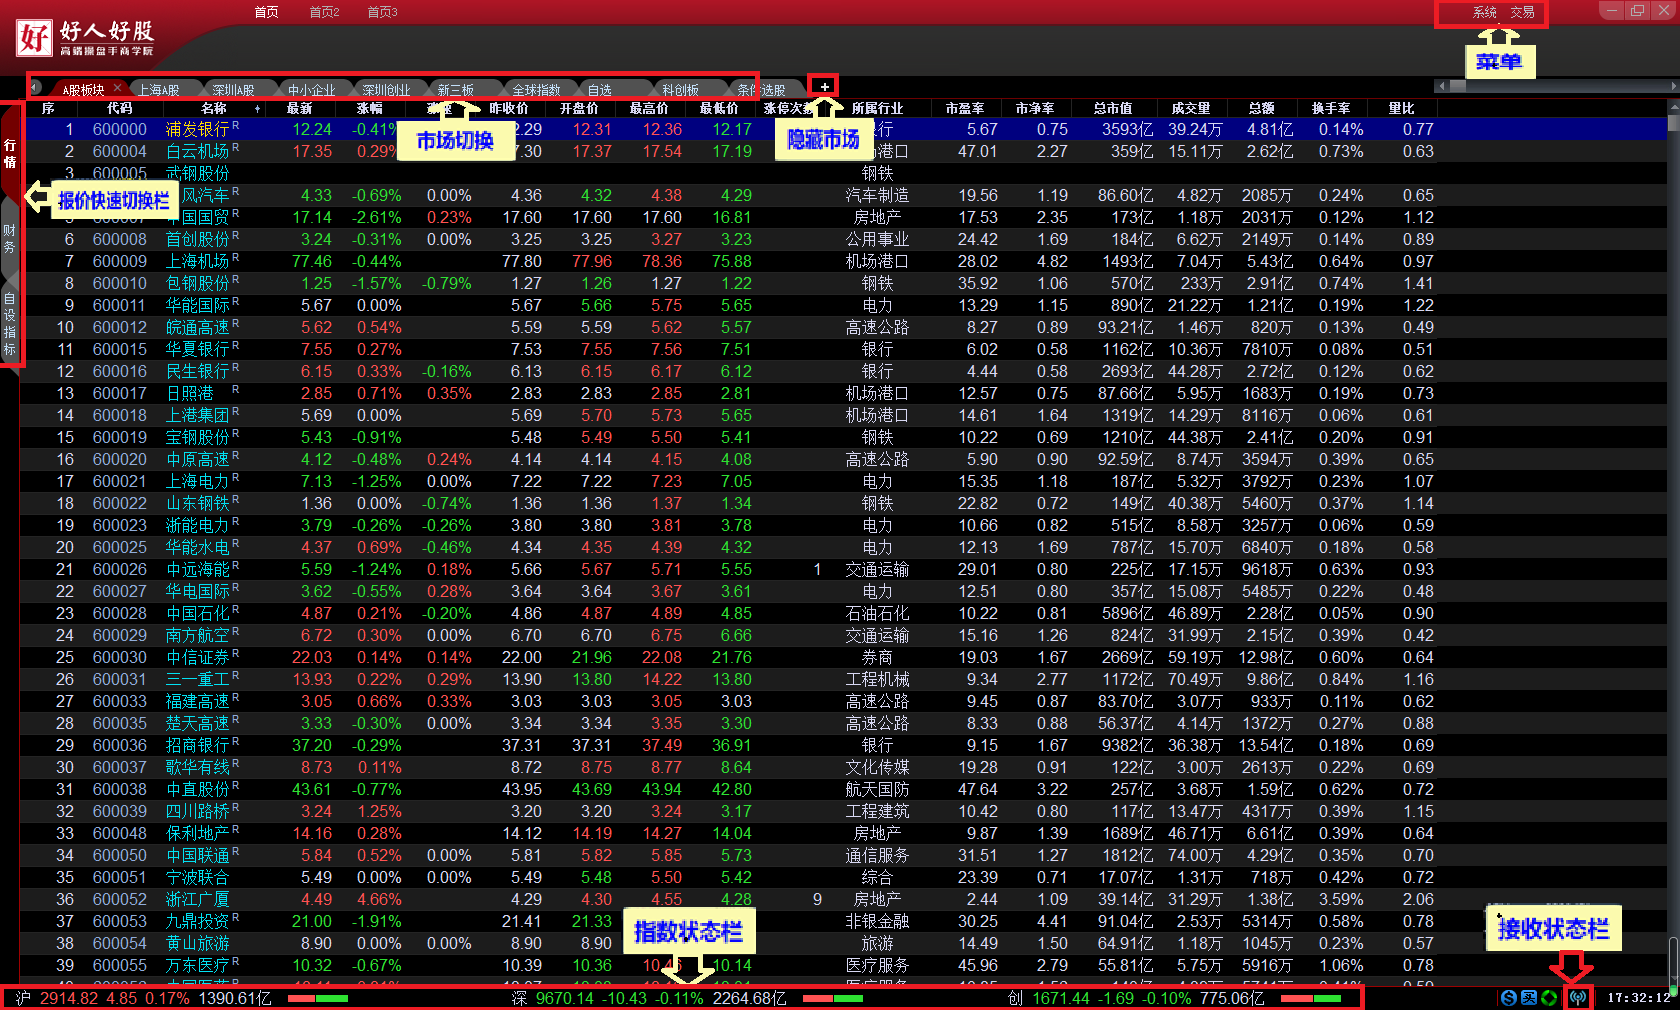 首页 首页2 首页3 系统 交易
好 好人好股
高端操盘手商学院
菜单
A股板块 上海A股 深圳A股 中小企业 深圳创业 新三板 全球指数 自选 科创板 条件选股 +
序 代码 名称 最新 涨幅 昨收价 开盘价 最高价 最低价 涨停次数 所属行业 市盈率 市净率 总市值 成交量 总额 换手率 量比
市场切换
隐藏市场
行情
报价快速切换栏
财务
自设指标
1 600000 浦发银行R 12.24 -0.41% 2.29 12.31 12.36 12.17 行 5.67 0.75 3593亿 39.24万 4.81亿 0.14% 0.77
2 600004 白云机场R 17.35 0.29% 7.30 17.37 17.54 17.19 港口 47.01 2.27 359亿 15.11万 2.62亿 0.73% 0.63
3 600005 武钢股份 钢铁
风汽车R 4.33 -0.69% 0.00% 4.36 4.32 4.38 4.29 汽车制造 19.56 1.19 86.60亿 4.82万 2085万 0.24% 0.65
国国贸R 17.14 -2.61% 0.23% 17.60 17.60 17.60 16.81 房地产 17.53 2.35 173亿 1.18万 2031万 0.12% 1.12
6 600008 首创股份R 3.24 -0.31% 0.00% 3.25 3.25 3.27 3.23 公用事业 24.42 1.69 184亿 6.62万 2149万 0.14% 0.89
7 600009 上海机场R 77.46 -0.44% 77.80 77.96 78.36 75.88 机场港口 28.02 4.82 1493亿 7.04万 5.43亿 0.64% 0.97
8 600010 包钢股份R 1.25 -1.57% -0.79% 1.27 1.26 1.27 1.22 钢铁 35.92 1.06 570亿 233万 2.91亿 0.74% 1.41
9 600011 华能国际R 5.67 0.00% 5.67 5.66 5.75 5.65 电力 13.29 1.15 890亿 21.22万 1.21亿 0.19% 1.22
10 600012 皖通高速R 5.62 0.54% 5.59 5.59 5.62 5.57 高速公路 8.27 0.89 93.21亿 1.46万 820万 0.13% 0.49
11 600015 华夏银行R 7.55 0.27% 7.53 7.55 7.56 7.51 银行 6.02 0.58 1162亿 10.36万 7810万 0.08% 0.51
12 600016 民生银行R 6.15 0.33% -0.16% 6.13 6.15 6.17 6.12 银行 4.44 0.58 2693亿 44.28万 2.72亿 0.12% 0.62
13 600017 日照港 R 2.85 0.71% 0.35% 2.83 2.83 2.85 2.81 机场港口 12.57 0.75 87.66亿 5.95万 1683万 0.19% 0.73
14 600018 上港集团R 5.69 0.00% 5.69 5.70 5.73 5.65 机场港口 14.61 1.64 1319亿 14.29万 8116万 0.06% 0.61
15 600019 宝钢股份R 5.43 -0.91% 5.48 5.49 5.50 5.41 钢铁 10.22 0.69 1210亿 44.38万 2.41亿 0.20% 0.91
16 600020 中原高速R 4.12 -0.48% 0.24% 4.14 4.14 4.15 4.08 高速公路 5.90 0.90 92.59亿 8.74万 3594万 0.39% 0.65
17 600021 上海电力R 7.13 -1.25% 0.00% 7.22 7.22 7.23 7.05 电力 15.35 1.18 187亿 5.32万 3792万 0.23% 1.07
18 600022 山东钢铁R 1.36 0.00% -0.74% 1.36 1.36 1.37 1.34 钢铁 22.82 0.72 149亿 40.38万 5460万 0.37% 1.14
19 600023 浙能电力R 3.79 -0.26% -0.26% 3.80 3.80 3.81 3.78 电力 10.66 0.82 515亿 8.58万 3257万 0.06% 0.59
20 600025 华能水电R 4.37 0.69% -0.46% 4.34 4.35 4.39 4.32 电力 12.13 1.69 787亿 15.70万 6840万 0.18% 0.58
21 600026 中远海能R 5.59 -1.24% 0.18% 5.66 5.67 5.71 5.55 1 交通运输 29.01 0.80 225亿 17.15万 9618万 0.63% 0.93
22 600027 华电国际R 3.62 -0.55% 0.28% 3.64 3.64 3.67 3.61 电力 12.51 0.80 357亿 15.08万 5485万 0.22% 0.48
23 600028 中国石化R 4.87 0.21% -0.20% 4.86 4.87 4.89 4.85 石油石化 10.22 0.81 5896亿 46.89万 2.28亿 0.05% 0.90
24 600029 南方航空R 6.72 0.30% 0.00% 6.70 6.70 6.75 6.66 交通运输 15.16 1.26 824亿 31.99万 2.15亿 0.39% 0.42
25 600030 中信证券R 22.03 0.14% 0.14% 22.00 21.96 22.08 21.76 券商 19.03 1.67 2669亿 59.19万 12.98亿 0.60% 0.64
26 600031 三一重工R 13.93 0.22% 0.29% 13.90 13.80 14.22 13.80 工程机械 9.34 2.77 1172亿 70.49万 9.86亿 0.84% 1.16
27 600033 福建高速R 3.05 0.66% 0.33% 3.03 3.03 3.05 3.03 高速公路 9.45 0.87 83.70亿 3.07万 933万 0.11% 0.62
28 600035 楚天高速R 3.33 -0.30% 0.00% 3.34 3.34 3.35 3.30 高速公路 8.33 0.88 56.37亿 4.14万 1372万 0.27% 0.88
29 600036 招商银行R 37.20 -0.29% 37.31 37.31 37.49 36.91 银行 9.15 1.67 9382亿 36.38万 13.54亿 0.18% 0.69
30 600037 歌华有线R 8.73 0.11% 8.72 8.75 8.77 8.64 文化传媒 19.28 0.91 122亿 3.00万 2613万 0.22% 0.69
31 600038 中直股份R 43.61 -0.77% 43.95 43.69 43.94 42.80 航天国防 47.64 3.22 257亿 3.68万 1.59亿 0.62% 0.72
32 600039 四川路桥R 3.24 1.25% 3.20 3.20 3.24 3.17 工程建筑 10.42 0.80 117亿 13.47万 4317万 0.39% 1.15
33 600048 保利地产R 14.16 0.28% 14.12 14.19 14.27 14.04 房地产 9.87 1.39 1689亿 46.71万 6.61亿 0.39% 0.64
34 600050 中国联通R 5.84 0.52% 0.00% 5.81 5.82 5.85 5.73 通信服务 31.51 1.27 1812亿 74.00万 4.29亿 0.35% 0.70
35 600051 宁波联合 5.49 0.00% 0.00% 5.49 5.48 5.50 5.42 综合 23.39 0.71 17.07亿 1.31万 718万 0.42% 0.72
36 600052 浙江广厦 4.49 4.66% 4.29 4.30 4.55 4.28 9 房地产 2.44 1.09 39.14亿 31.29万 1.38亿 3.59% 2.06
37 600053 九鼎投资R 21.00 -1.91% 21.41 21.33 非银金融 30.25 4.41 91.04亿 2.53万 5314万 0.58% 0.78
38 600054 黄山旅游 8.90 0.00% 0.00% 8.90 8.90 旅游 14.49 1.50 64.91亿 1.18万 1045万 0.23% 0.57
39 600055 万东医疗R 10.32 -0.67% 10.39 10.36 10.46 10.14 医疗服务 45.96 2.79 55.81亿 5.75万 5916万 1.06% 0.78
指数状态栏
接收状态栏
沪 2914.82 4.85 0.17% 1390.61亿 深 9670.14 -10.43 -0.11% 2264.68亿 创 1671.44 -1.69 -0.10% 775.06亿 17:32:12